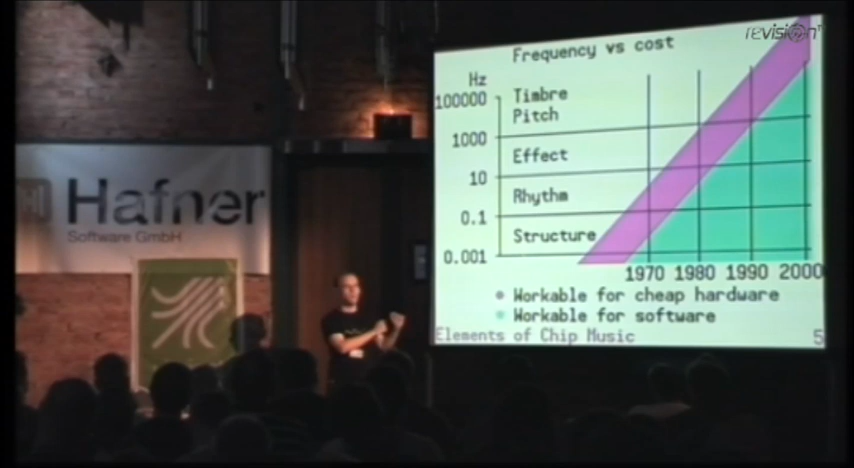 revision
Frequency vs cost
Hz
100000
Timbre
Pitch
1000
Effect
10
Rhythm
0.1
Structure
0.001
1970 1980 1990 2000
Workable for cheap hardware
Workable for software
Elements of Chip Music 5
Hafner
Software GmbH